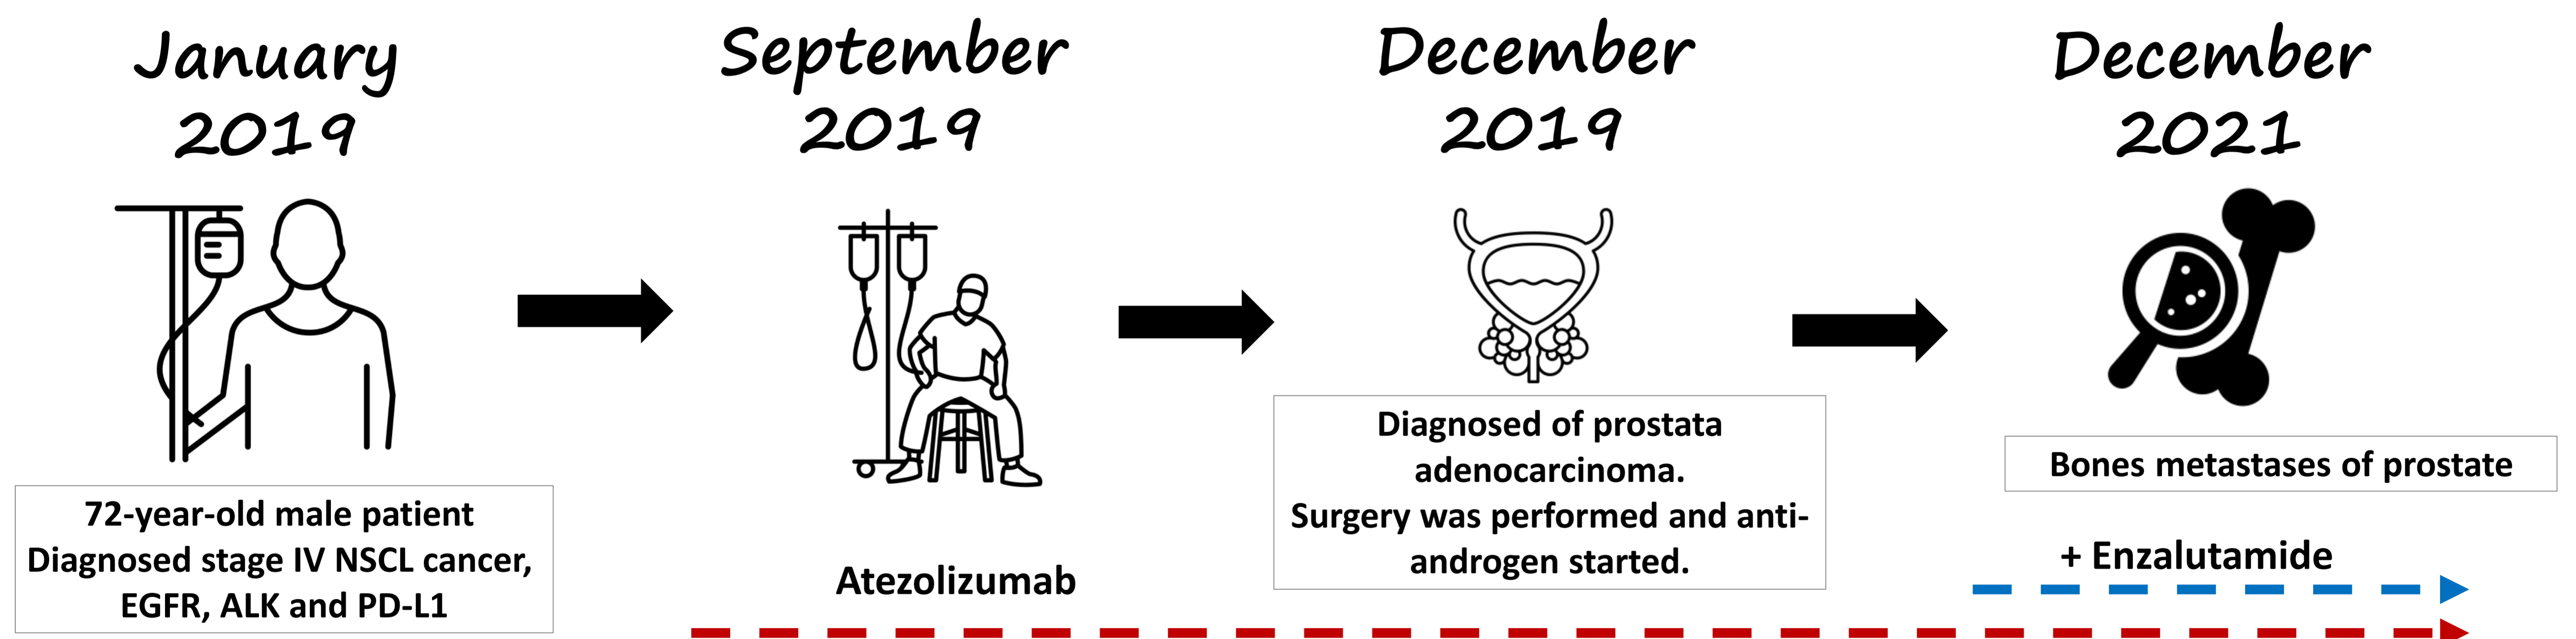 January
2019
72-year-old male patient
Diagnosed stage IV NSCL cancer,
EGFR, ALK and PD-L1
September
2019
Atezolizumab
December
2019
Diagnosed of prostata
adenocarcinoma.
Surgery was performed and anti-
androgen started.
December
2021
Bones metastases of prostate
+ Enzalutamide